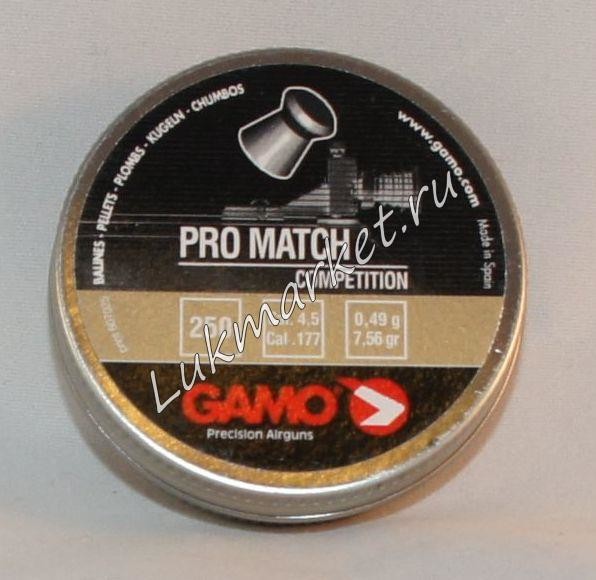 BALINES - PELLETS - PLOMBS - KUGELN - CHUMBOS
www.gamo.com
Made in Spain
PRO MATCH
COMPETITION
250
4,5
Cal .177
0,49 g
7,56 gr
GAMO
Precision Airguns
Lukmarket.ru